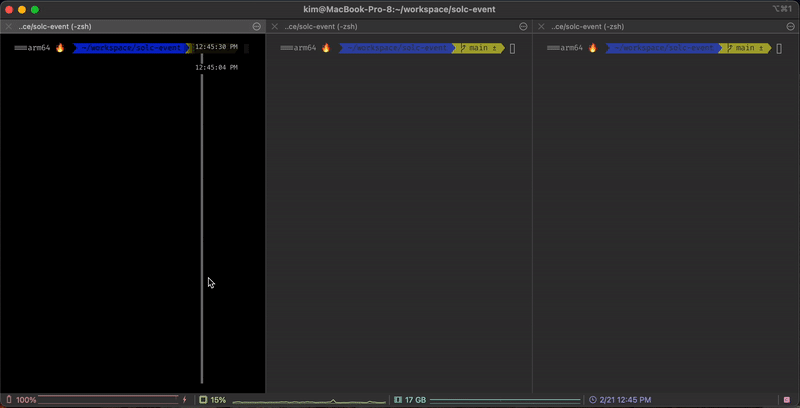 kim@MacBook-Pro-8:~/workspace/solc-event
⌥⌘1
..ce/solc-event (-zsh)
..ce/solc-event (-zsh)
..ce/solc-event (-zsh)
arm64 🔥 ~/workspace/solc-event 12:45:30 PM
12:45:04 PM
arm64 🔥 ~/workspace/solc-event main ±
arm64 🔥 ~/workspace/solc-event main ±
100%
15%
17 GB
2/21 12:45 PM